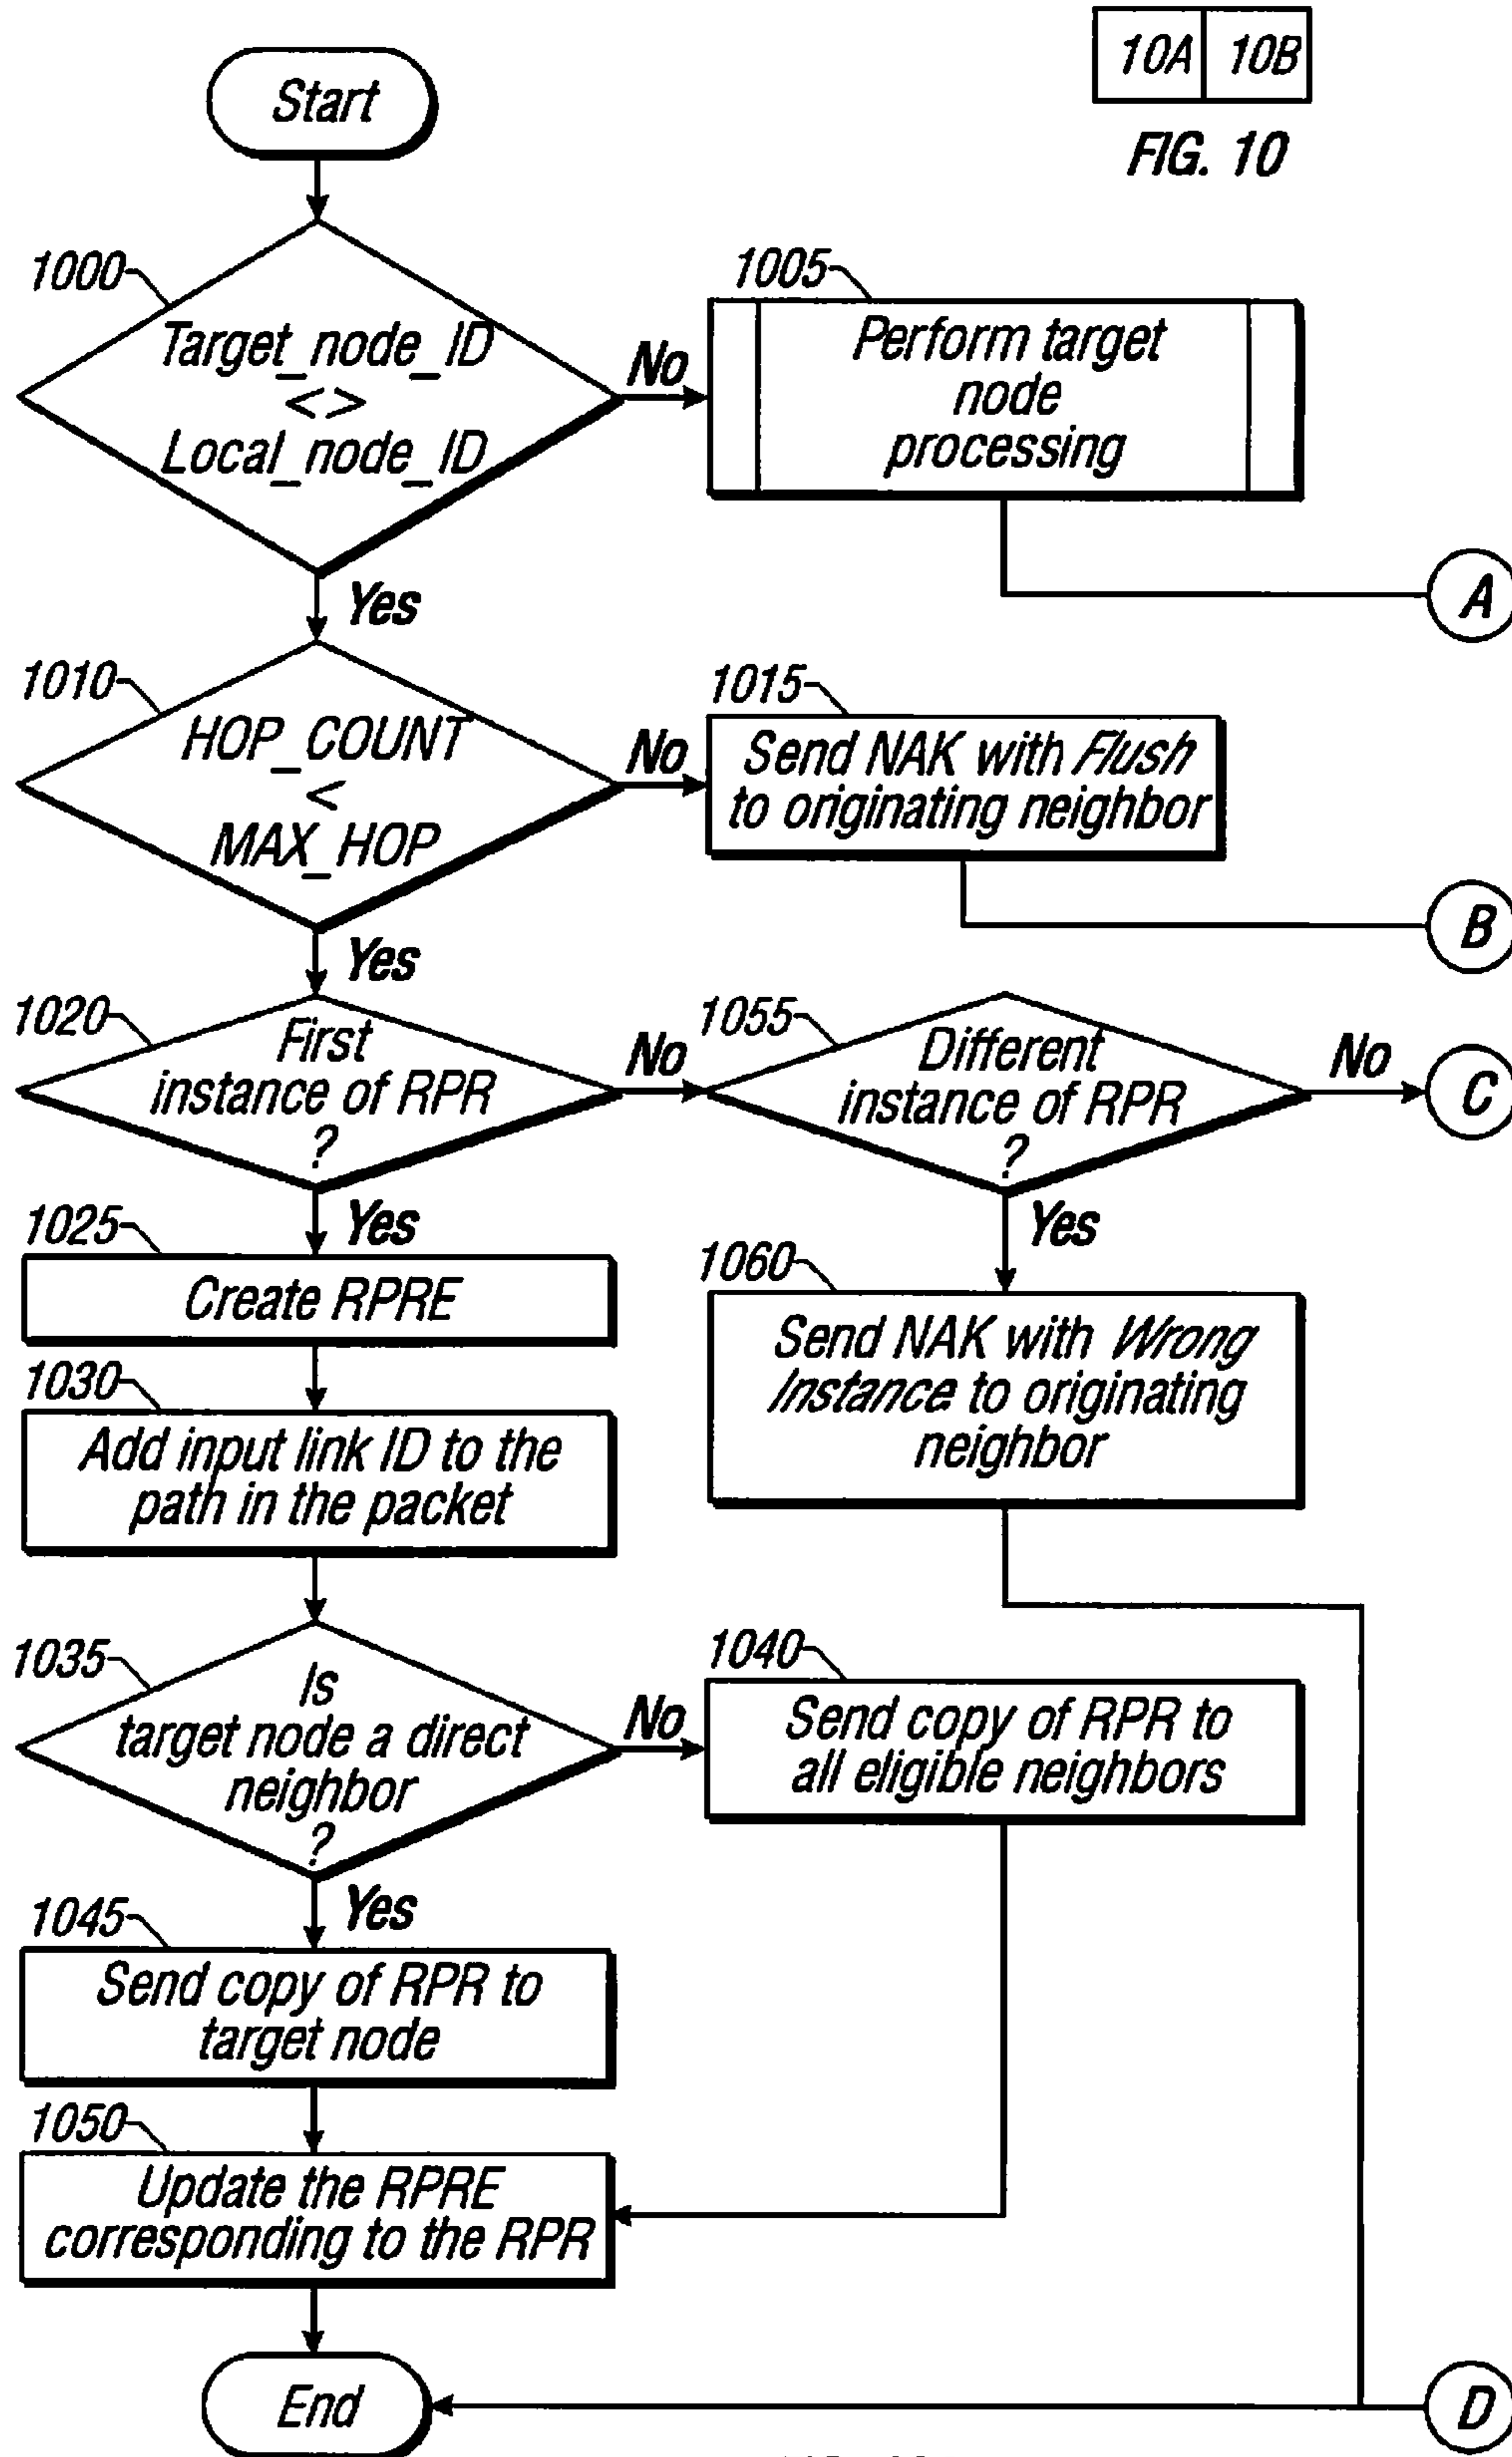 10A 10B
FIG. 10
Start
1000
Target_node_ID
<>
Local_node_ID
No
1005
Perform target
node
processing
A
Yes
1010
HOP_COUNT
<
MAX_HOP
No
1015
Send NAK with Flush
to originating neighbor
B
Yes
1020
First
instance of RPR
?
No
1055
Different
instance of RPR
?
No
C
Yes
1025
Create RPRE
Yes
1060
Send NAK with Wrong
Instance to originating
neighbor
1030
Add input link ID to the
path in the packet
1035
Is
target node a direct
neighbor
?
No
1040
Send copy of RPR to
all eligible neighbors
Yes
1045
Send copy of RPR to
target node
1050
Update the RPRE
corresponding to the RPR
End
D